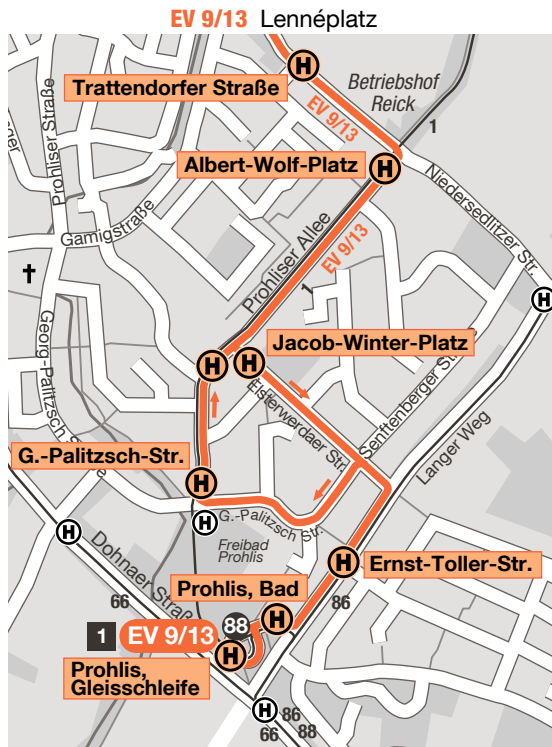 EV 9/13 Lennéplatz
Betriebshof
Reick
Trattendorfer Straße
Prohliser Straße
EV 9/13
1
Albert-Wolf-Platz
Niedersedlitzer Str.
Gamigstraße
Prohliser Allee
EV 9/13
1
Jacob-Winter-Platz
Georg-Palitzsch-Str.
Elsterwerdaer Str.
Senftenberger Str.
Langer Weg
G.-Palitzsch-Str.
G.-Palitzsch Str.
Freibad
Prohlis
Ernst-Toller-Str.
Dohnaer Straße
Prohlis, Bad
86
66
88
1 EV 9/13
Prohlis,
Gleisschleife
86
88
66
H
H
H
H
H
H
H
H
H
H
H
H